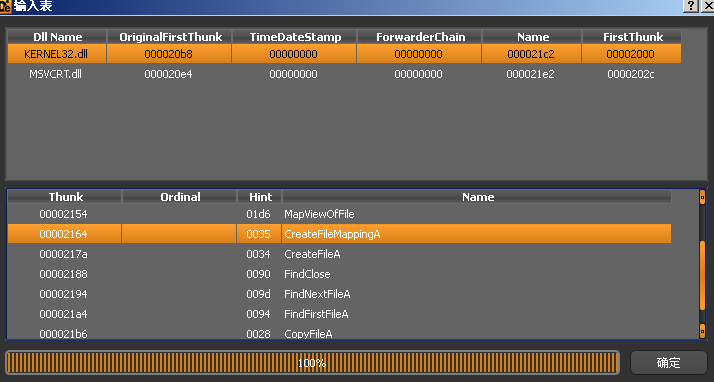 输入表
Dll Name OriginalFirstThunk TimeDateStamp ForwarderChain Name FirstThunk
KERNEL32.dll 000020b8 00000000 00000000 000021c2 00002000
MSVCRT.dll 000020e4 00000000 00000000 000021e2 0000202c
Thunk Ordinal Hint Name
00002154 01d6 MapViewOfFile
00002164 0035 CreateFileMappingA
0000217a 0034 CreateFileA
00002188 0090 FindClose
00002194 009d FindNextFileA
000021a4 0094 FindFirstFileA
000021b6 0028 CopyFileA
100% 确定